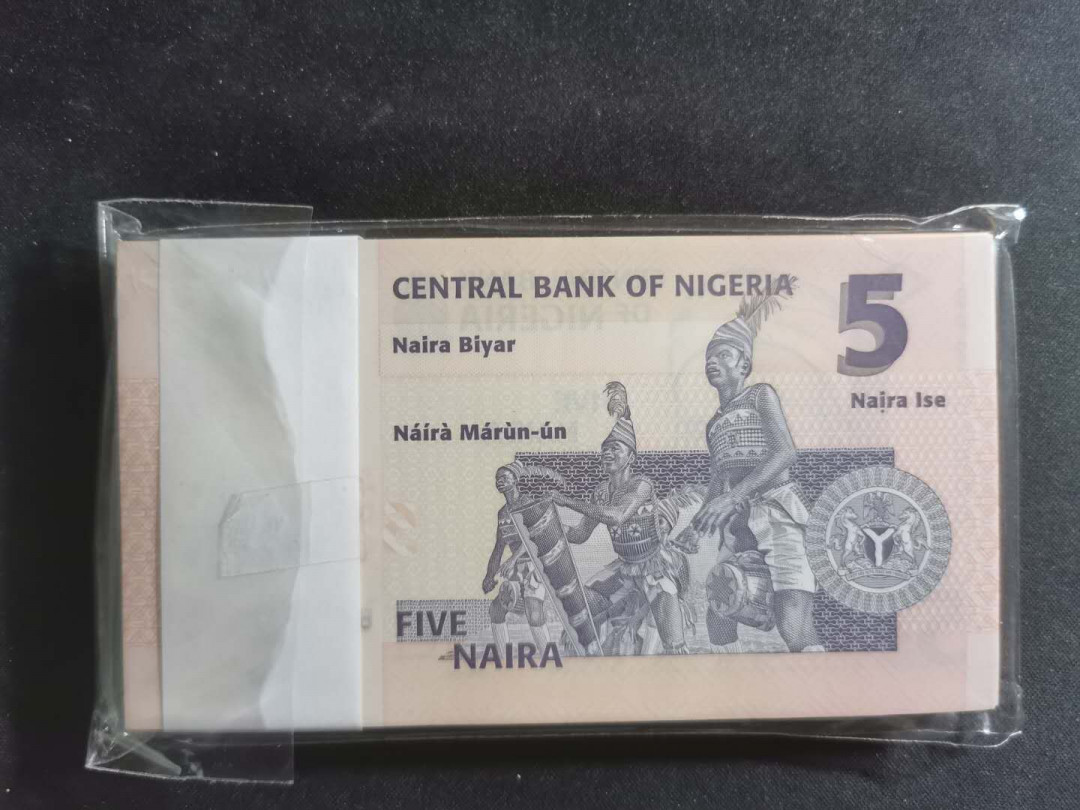 CENTRAL BANK OF NIGERIA
5
Naira Biyar
Naịra Ise
Náírà Márùn-ún
FIVE
NAIRA